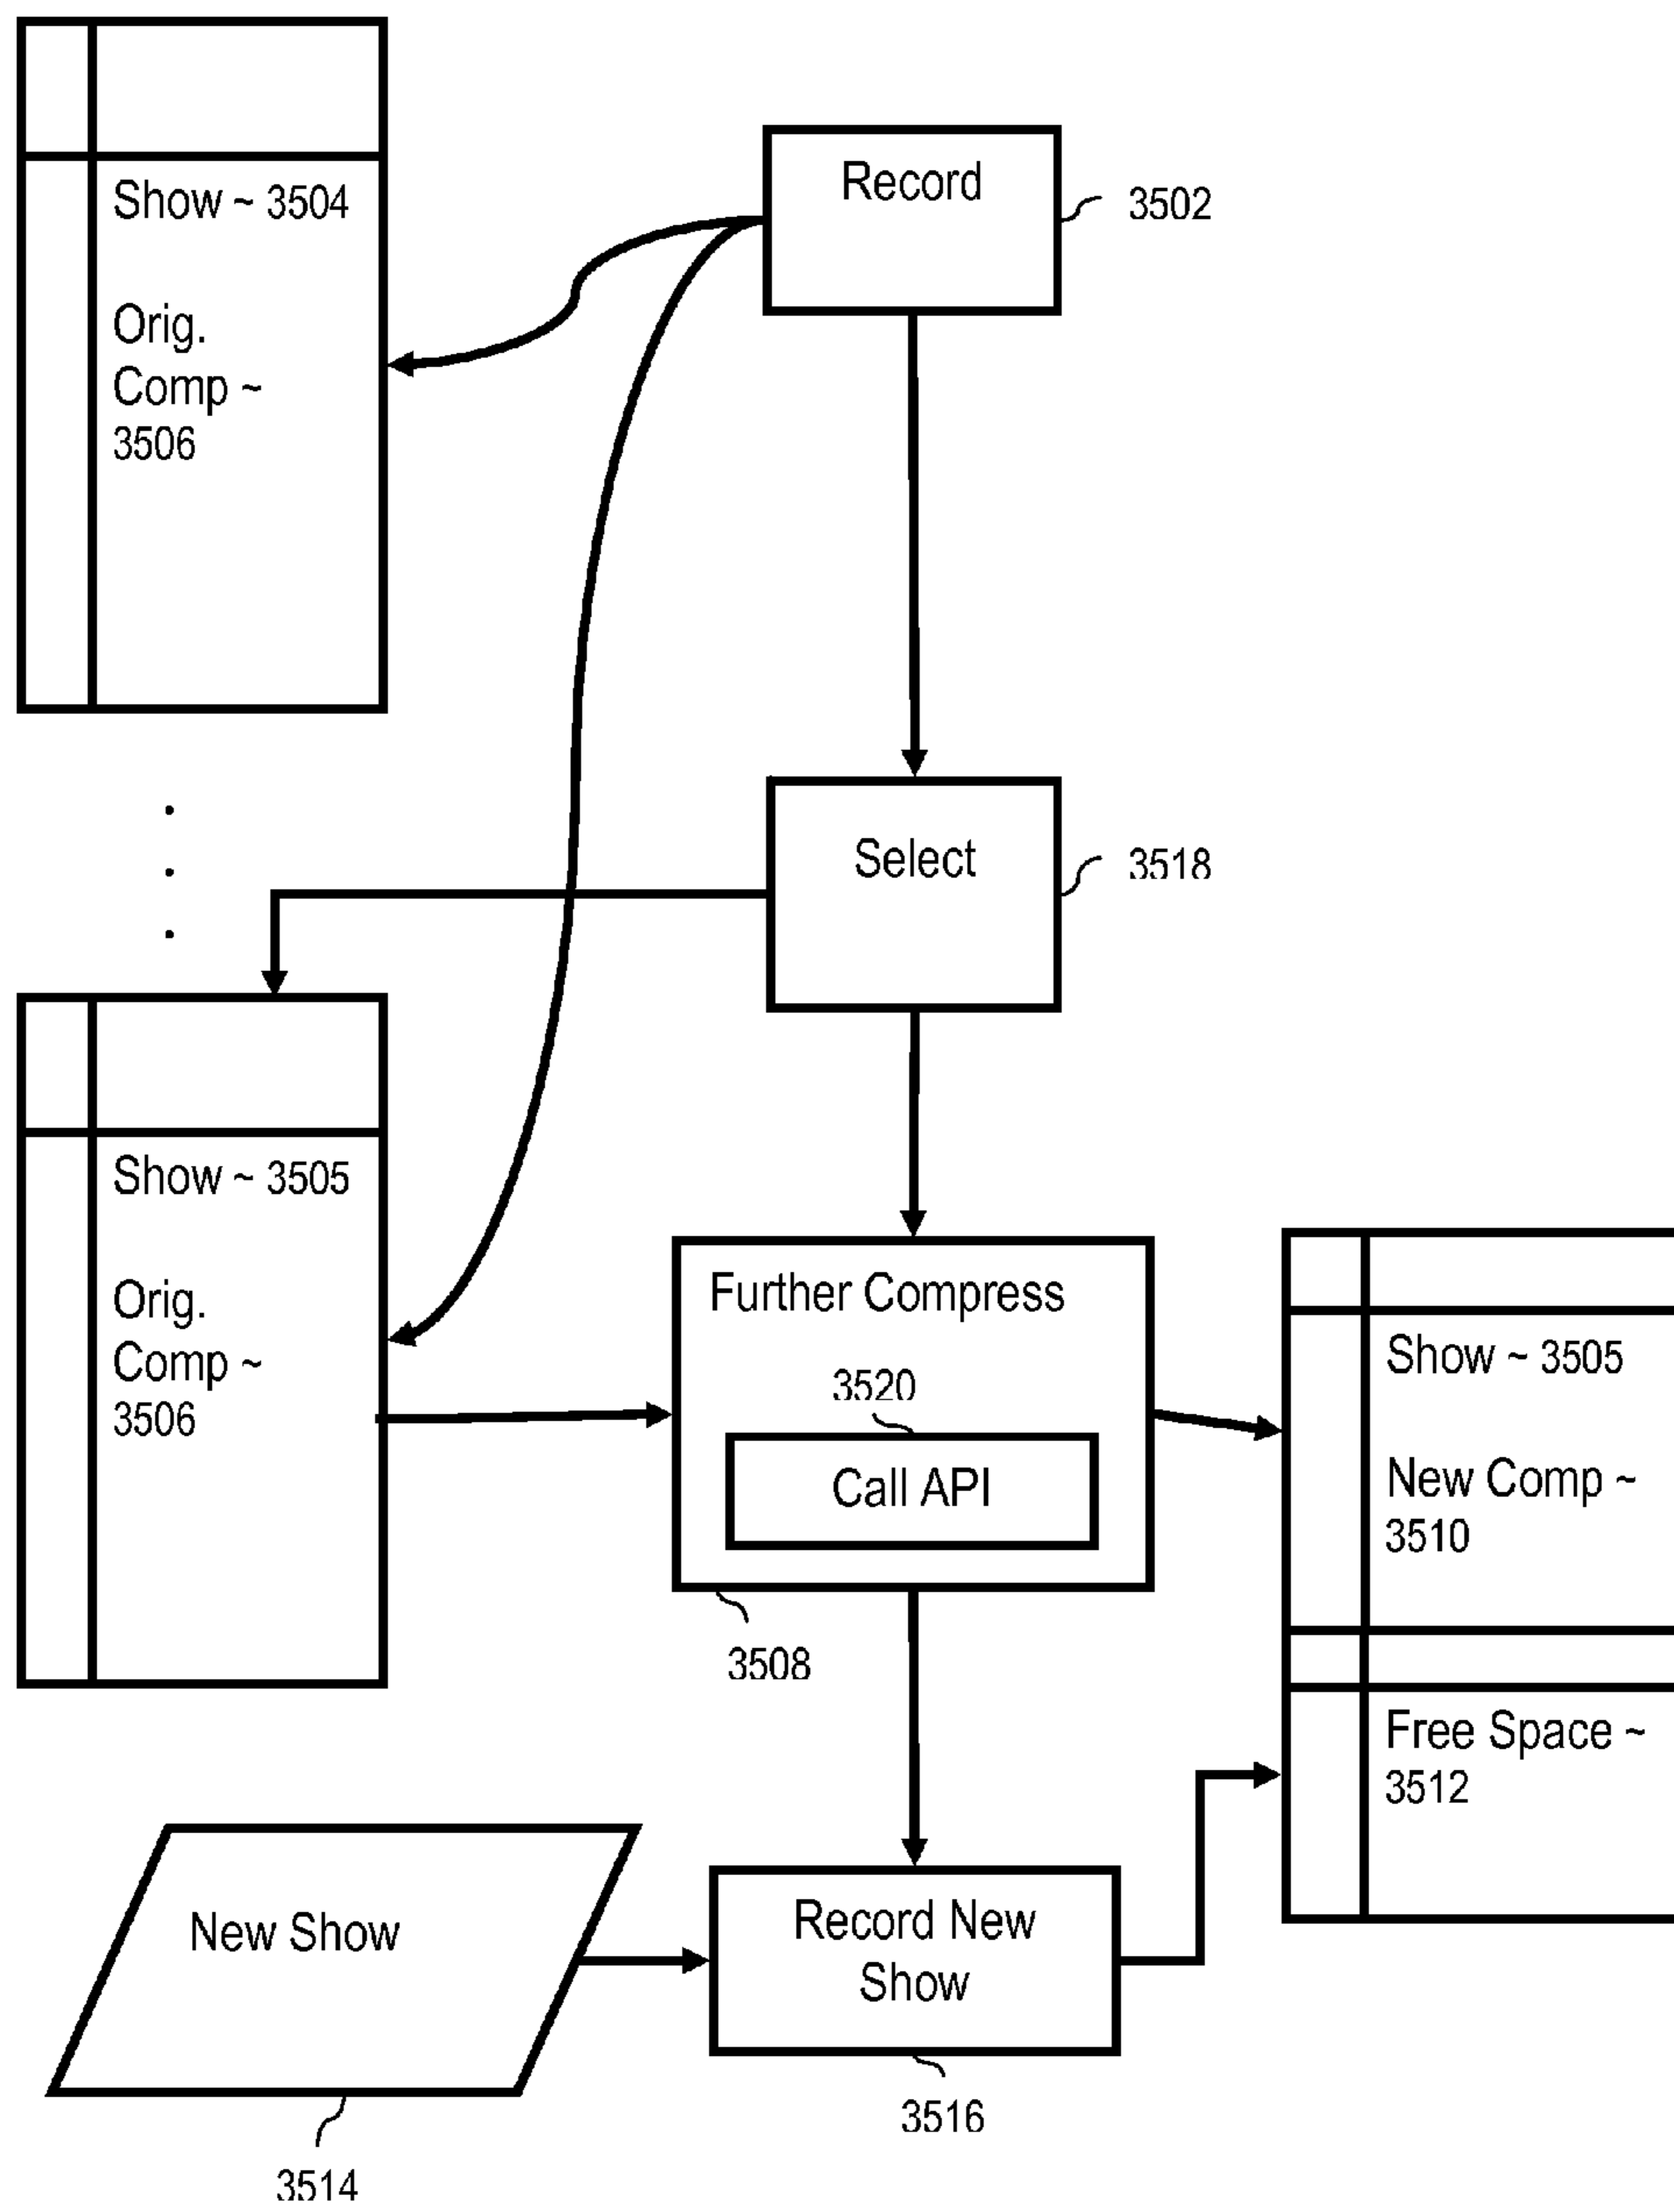 Record
3502
Show ~ 3504
Orig.
Comp ~
3506
Select
3518
Show ~ 3505
Orig.
Comp ~
3506
Further Compress
3520
Call API
3508
Show ~ 3505
New Comp ~
3510
Free Space ~
3512
New Show
3514
Record New
Show
3516